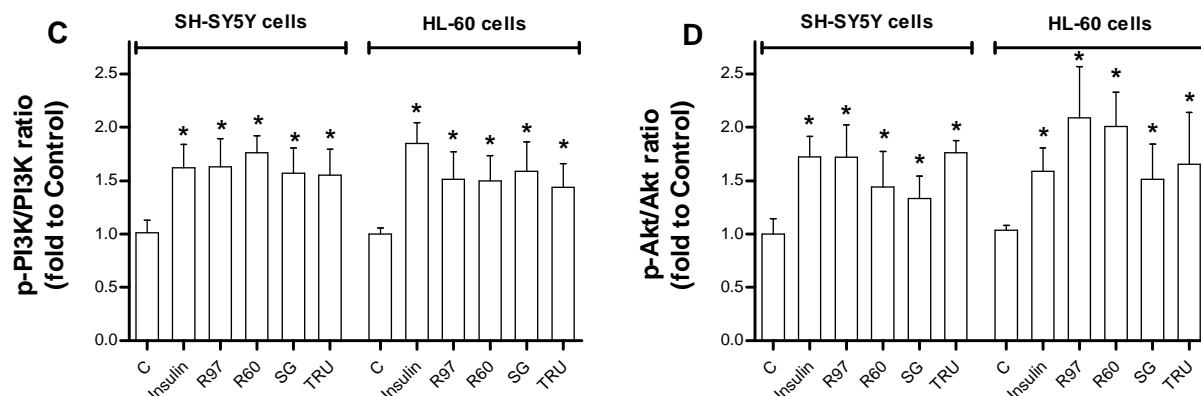 C
SH-SY5Y cells
HL-60 cells
p-PI3K/PI3K ratio
(fold to Control)
2.5
2.0
1.5
1.0
0.5
0.0
* * * * * * * * * *
C Insulin R97 R60 SG TRU C Insulin R97 R60 SG TRU
D
SH-SY5Y cells
HL-60 cells
p-Akt/Akt ratio
(fold to Control)
2.5
2.0
1.5
1.0
0.5
0.0
* * * * * * * * * *
C Insulin R97 R60 SG TRU C Insulin R97 R60 SG TRU